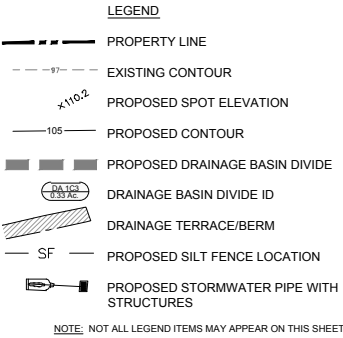 LEGEND
PROPERTY LINE
97 EXISTING CONTOUR
×110.2 PROPOSED SPOT ELEVATION
105 PROPOSED CONTOUR
PROPOSED DRAINAGE BASIN DIVIDE
DA 1C3
0.33 Ac.
DRAINAGE BASIN DIVIDE ID
DRAINAGE TERRACE/BERM
SF PROPOSED SILT FENCE LOCATION
PROPOSED STORMWATER PIPE WITH
STRUCTURES
NOTE: NOT ALL LEGEND ITEMS MAY APPEAR ON THIS SHEET